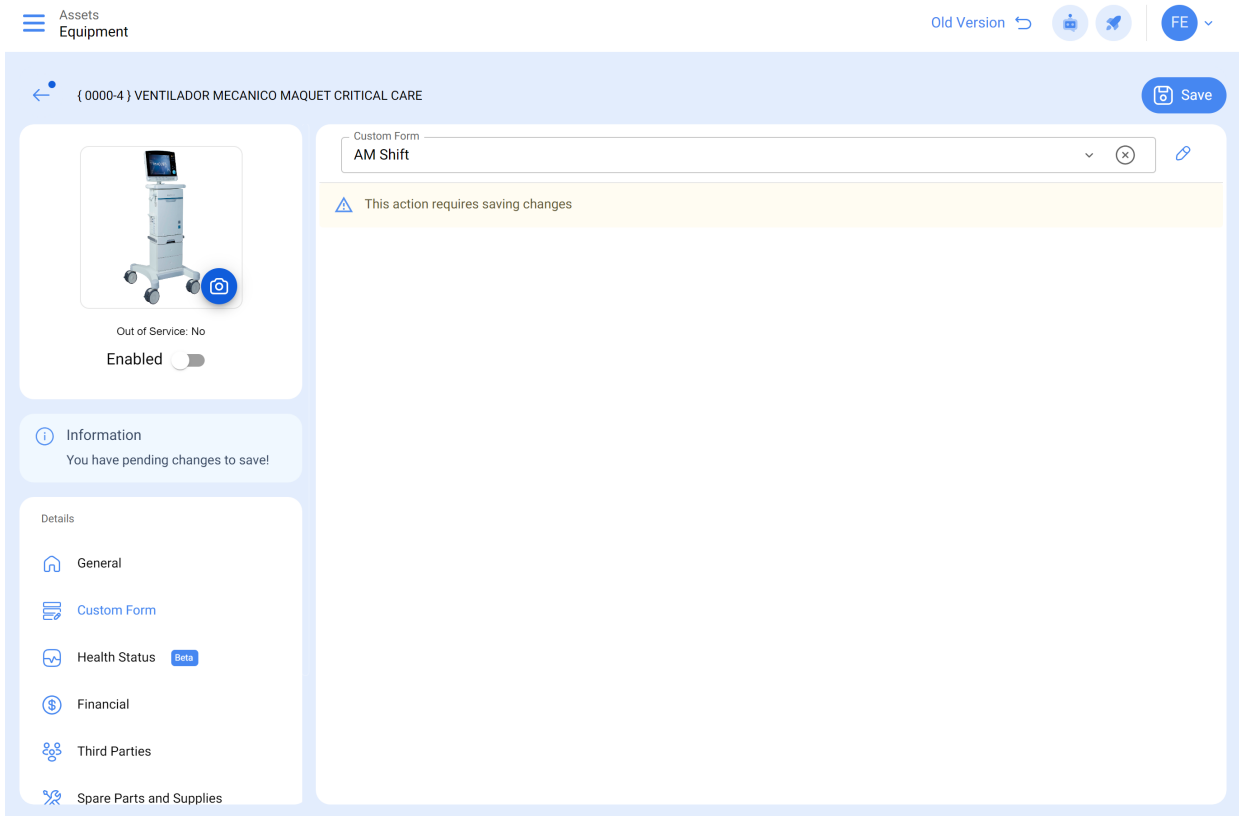 Assets
Equipment
Old Version
FE
{ 0000-4 } VENTILADOR MECANICO MAQUET CRITICAL CARE
Save
Custom Form
AM Shift
This action requires saving changes
Out of Service: No
Enabled
Information
You have pending changes to save!
Details
General
Custom Form
Health Status Beta
Financial
Third Parties
Spare Parts and Supplies